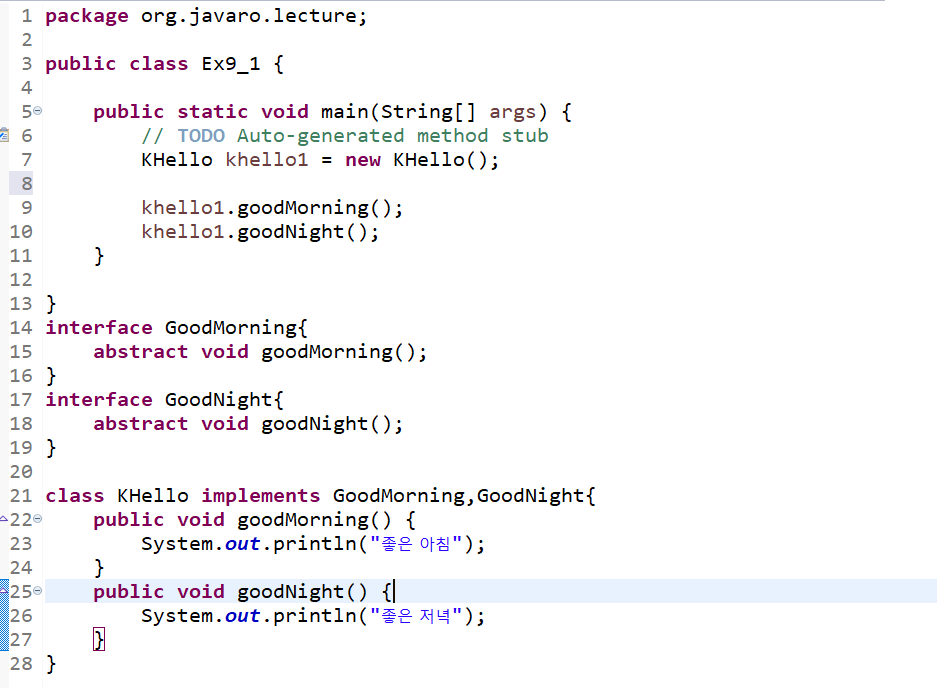 1 package org.javaro.lecture;
2
3 public class Ex9_1 {
4
5 public static void main(String[] args) {
6 // TODO Auto-generated method stub
7 KHello khello1 = new KHello();
8
9 khello1.goodMorning();
10 khello1.goodNight();
11 }
12
13 }
14 interface GoodMorning{
15 abstract void goodMorning();
16 }
17 interface GoodNight{
18 abstract void goodNight();
19 }
20
21 class KHello implements GoodMorning,GoodNight{
22 public void goodMorning() {
23 System.out.println("좋은 아침");
24 }
25 public void goodNight() {
26 System.out.println("좋은 저녁");
27 }
28 }